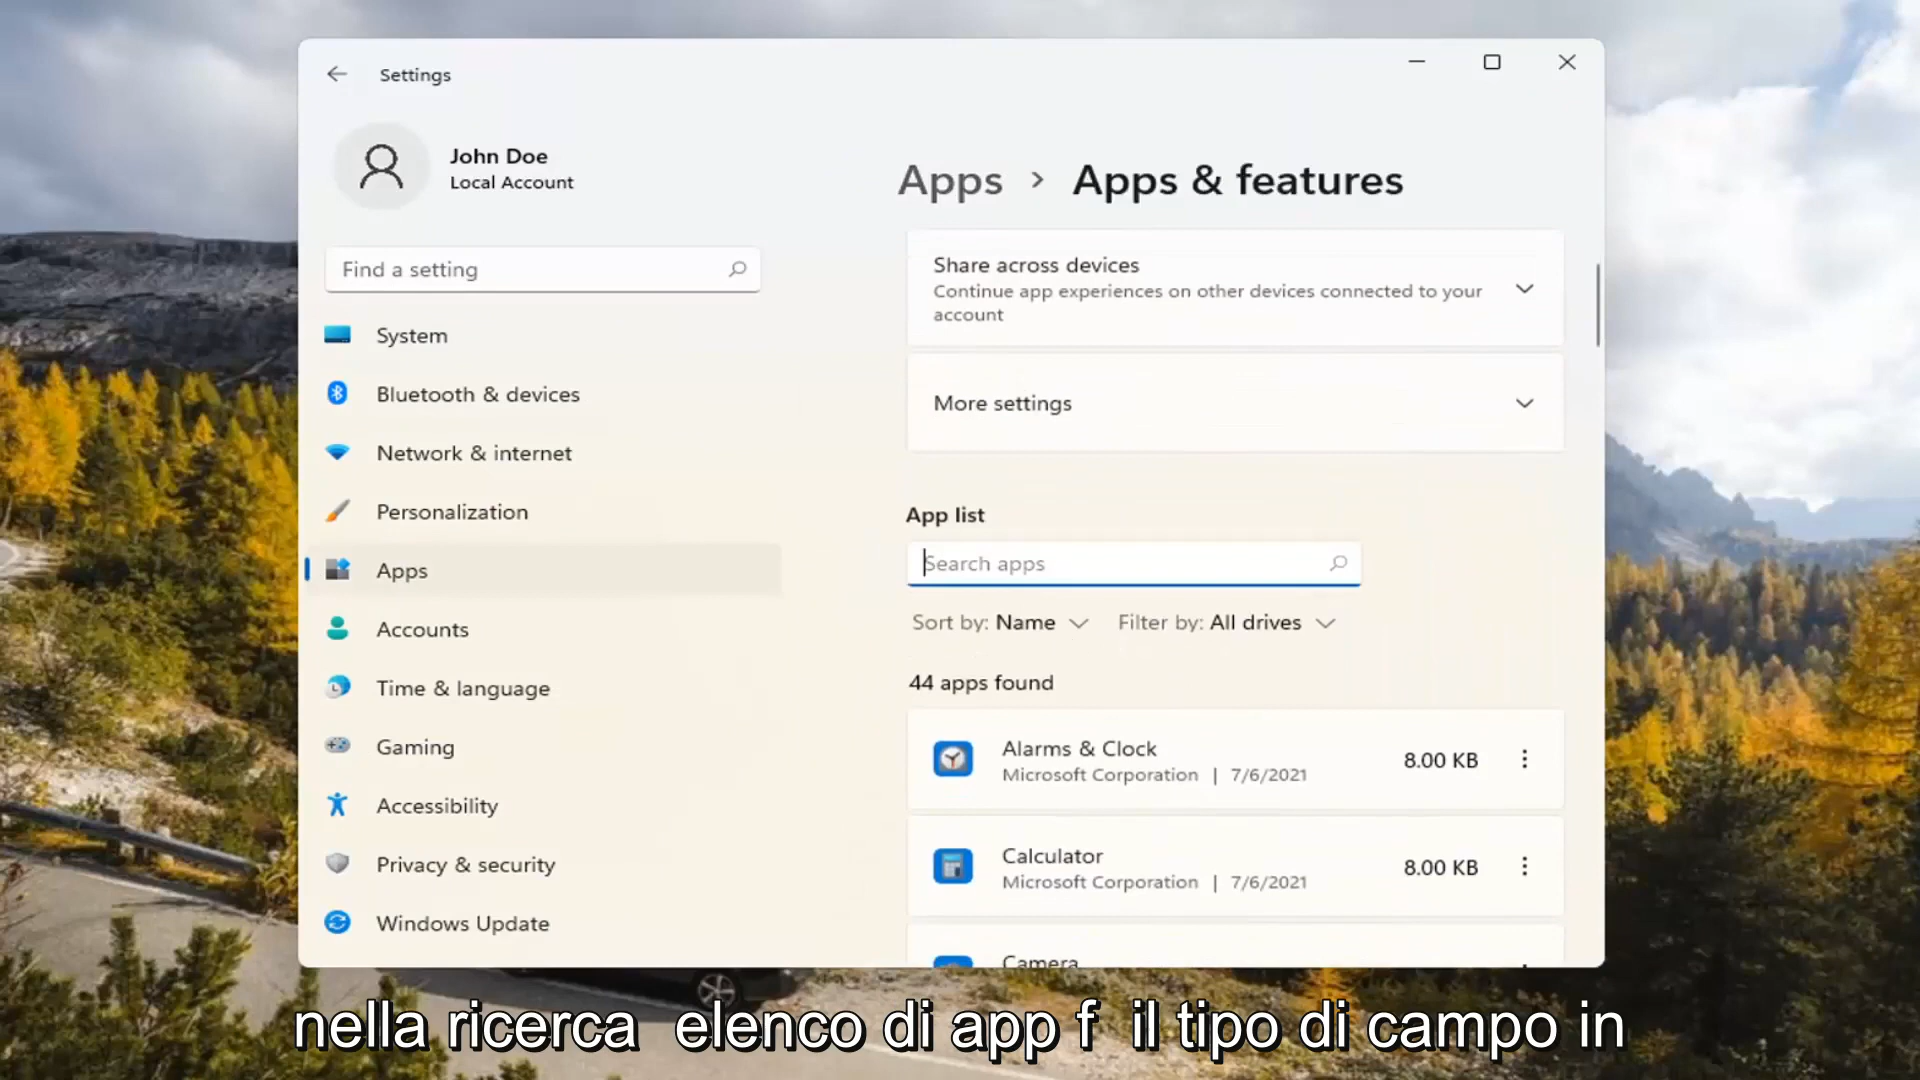 Settings
John Doe
Local Account
Find a setting
System
Bluetooth & devices
Network & internet
Personalization
Apps
Accounts
Time & language
Gaming
Accessibility
Privacy & security
Windows Update
Apps > Apps & features
Share across devices
Continue app experiences on other devices connected to your
account
More settings
App list
Search apps
Sort by: Name Filter by: All drives
44 apps found
Alarms & Clock
Microsoft Corporation | 7/6/2021
8.00 KB
Calculator
Microsoft Corporation | 7/6/2021
8.00 KB
Camera
nella ricerca elenco di app f il tipo di campo in